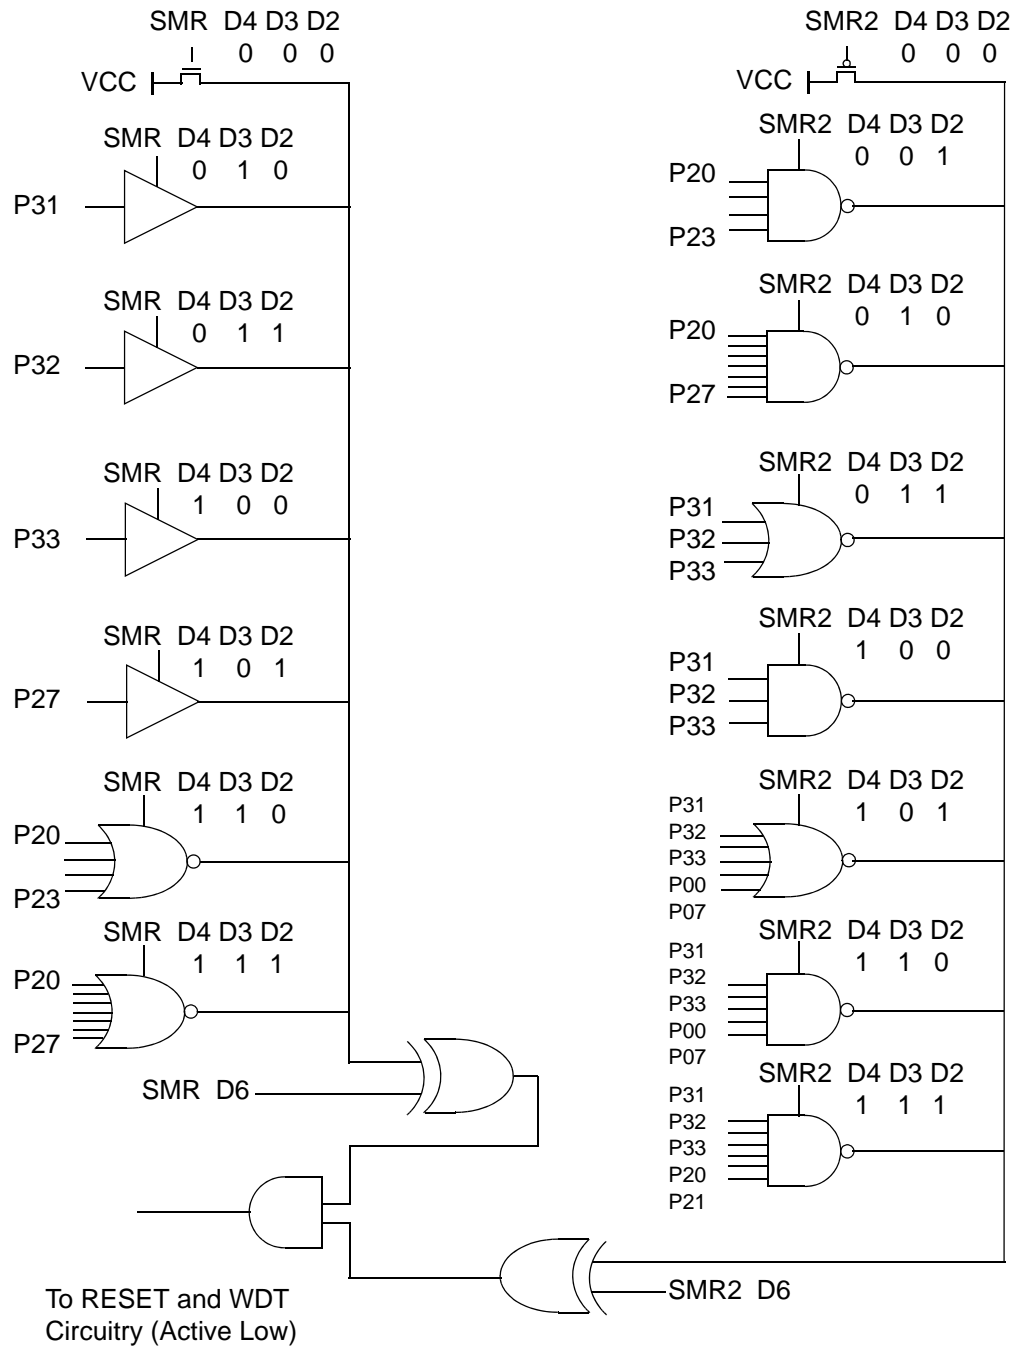 SMR D4 D3 D2
0 0 0
VCC
SMR D4 D3 D2
0 1 0
P31
SMR D4 D3 D2
0 1 1
P32
SMR D4 D3 D2
1 0 0
P33
SMR D4 D3 D2
1 0 1
P27
SMR D4 D3 D2
1 1 0
P20
P23
SMR D4 D3 D2
1 1 1
P20
P27
SMR D6
To RESET and WDT
Circuitry (Active Low)
SMR2 D4 D3 D2
0 0 0
VCC
SMR2 D4 D3 D2
0 0 1
P20
P23
SMR2 D4 D3 D2
0 1 0
P20
P27
SMR2 D4 D3 D2
0 1 1
P31
P32
P33
SMR2 D4 D3 D2
1 0 0
P31
P32
P33
SMR2 D4 D3 D2
1 0 1
P31
P32
P33
P00
P07
SMR2 D4 D3 D2
1 1 0
P31
P32
P33
P00
P07
SMR2 D4 D3 D2
1 1 1
P31
P32
P33
P20
P21
SMR2 D6